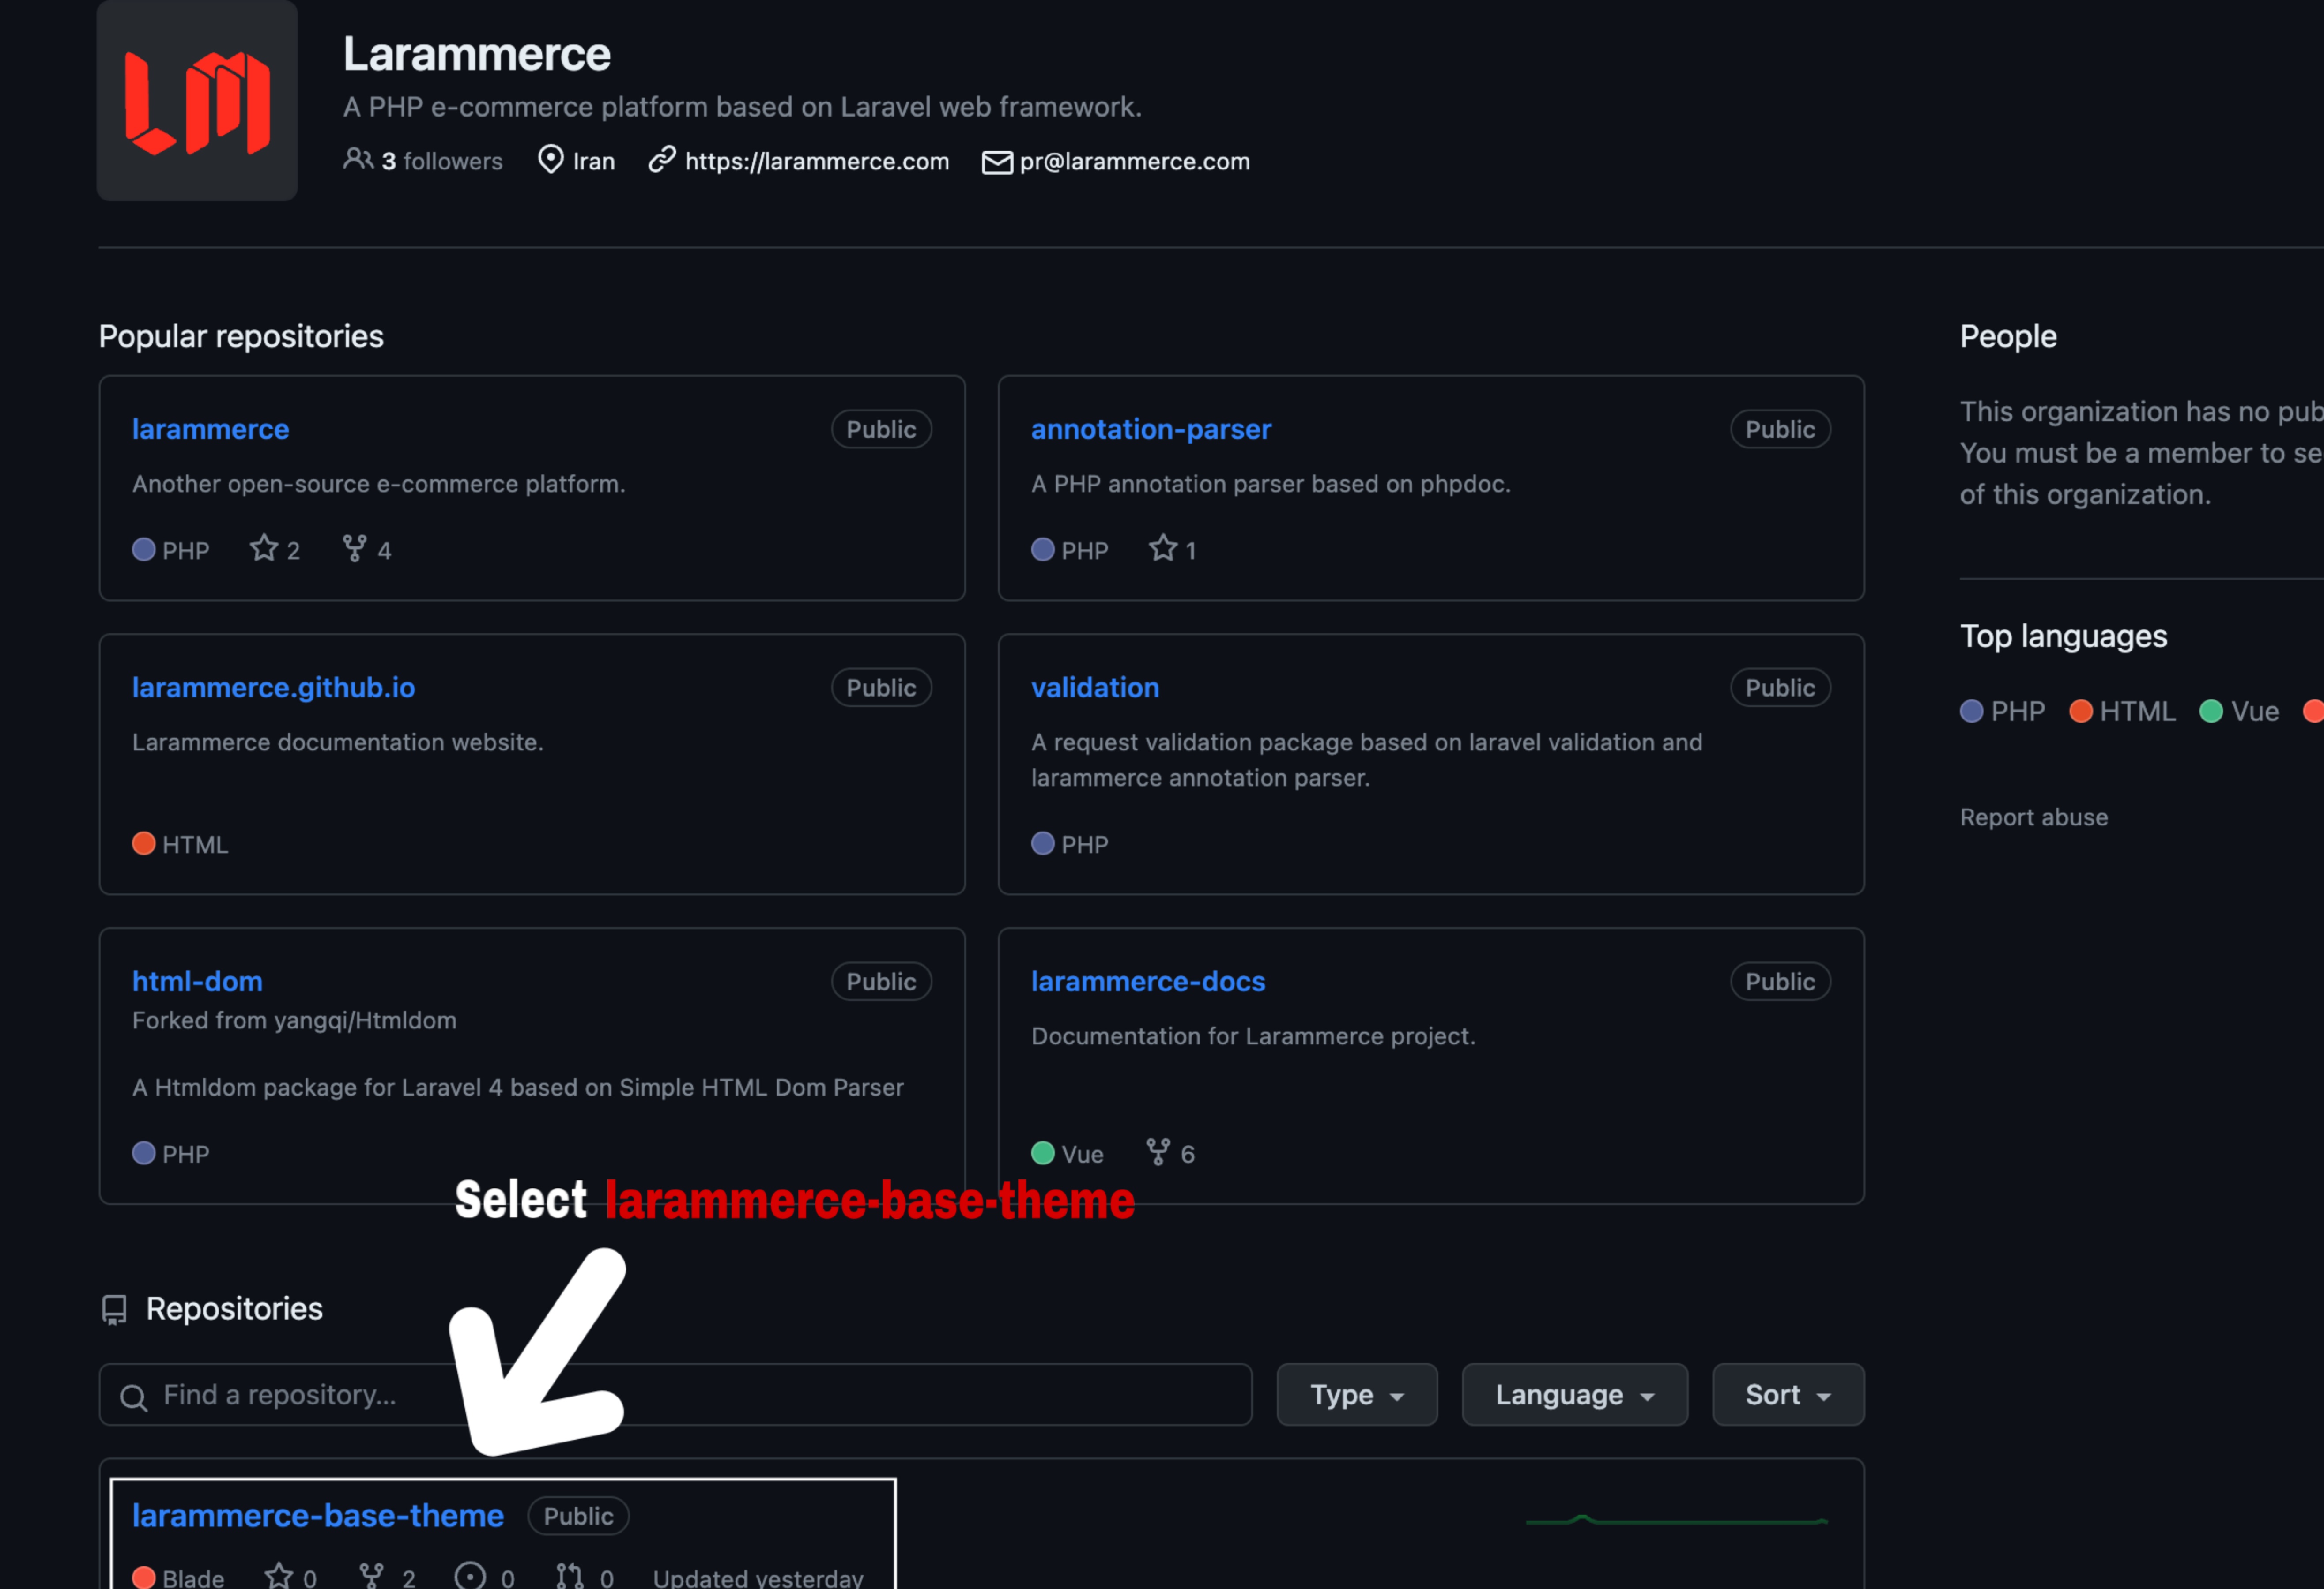 LM
Larammerce
A PHP e-commerce platform based on Laravel web framework.
3 followers Iran https://larammerce.com pr@larammerce.com
Popular repositories
larammerce Public
Another open-source e-commerce platform.
PHP 2 4
annotation-parser Public
A PHP annotation parser based on phpdoc.
PHP 1
larammerce.github.io Public
Larammerce documentation website.
HTML
validation Public
A request validation package based on laravel validation and
larammerce annotation parser.
PHP
html-dom Public
Forked from yangqi/Htmldom
A Htmldom package for Laravel 4 based on Simple HTML Dom Parser
PHP
larammerce-docs Public
Documentation for Larammerce project.
Vue 6
Select larammerce-base-theme
Repositories
Find a repository...
Type Language Sort
larammerce-base-theme Public
Blade 0 2 0 0 Updated yesterday
People
This organization has no pub
You must be a member to se
of this organization.
Top languages
PHP HTML Vue
Report abuse